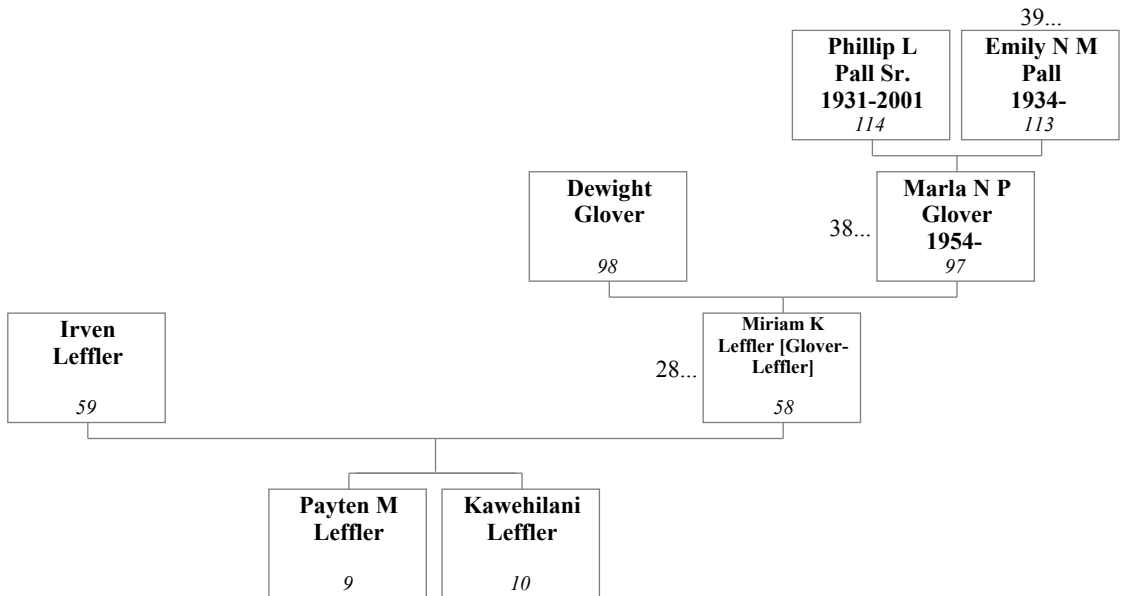 39...
Phillip L
Pall Sr.
1931-2001
114
Emily N M
Pall
1934-
113
Dewight
Glover
98
38...
Marla N P
Glover
1954-
97
Irven
Leffler
59
28...
Miriam K
Leffler [Glover-
Leffler]
58
Payten M
Leffler
9
Kawehilani
Leffler
10